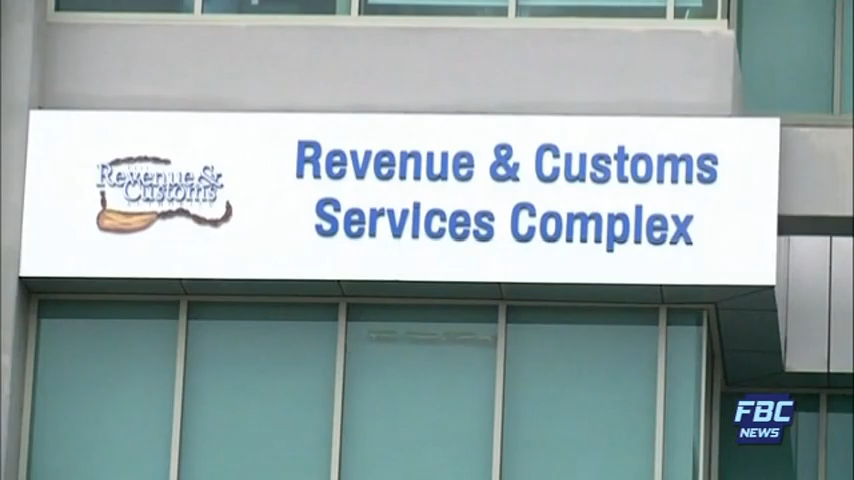 Revenue &
Customs
Revenue & Customs
Services Complex
FBC
NEWS